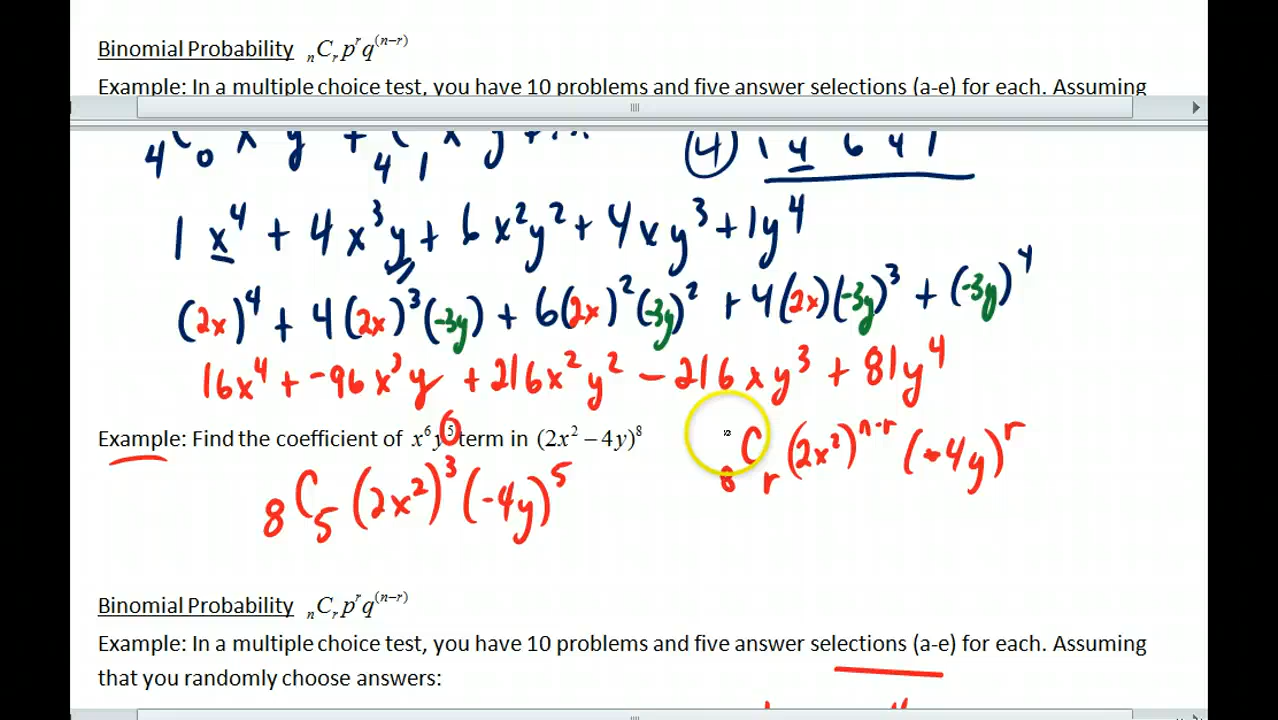 Binomial Probability ₙCᵣpʳq⁽ⁿ⁻ʳ⁾
Example: In a multiple choice test, you have 10 problems and five answer selections (a-e) for each. Assuming
₄C₀ x y + ₄C₁ x y + ...
④ 1 4 6 4 1
1x⁴ + 4x³y + 6x²y² + 4xy³ + 1y⁴
(2x)⁴ + 4(2x)³(-3y) + 6(2x)²(-3y)² + 4(2x)(-3y)³ + (-3y)⁴
16x⁴ + -96x³y + 216x²y² - 216xy³ + 81y⁴
Example: Find the coefficient of x⁶y⁵ term in (2x² − 4y)⁸
₈Cᵣ (2x²)ⁿ⁻ʳ (-4y)ʳ
₈C₅ (2x²)³ (-4y)⁵
Binomial Probability ₙCᵣpʳq⁽ⁿ⁻ʳ⁾
Example: In a multiple choice test, you have 10 problems and five answer selections (a-e) for each. Assuming
that you randomly choose answers: